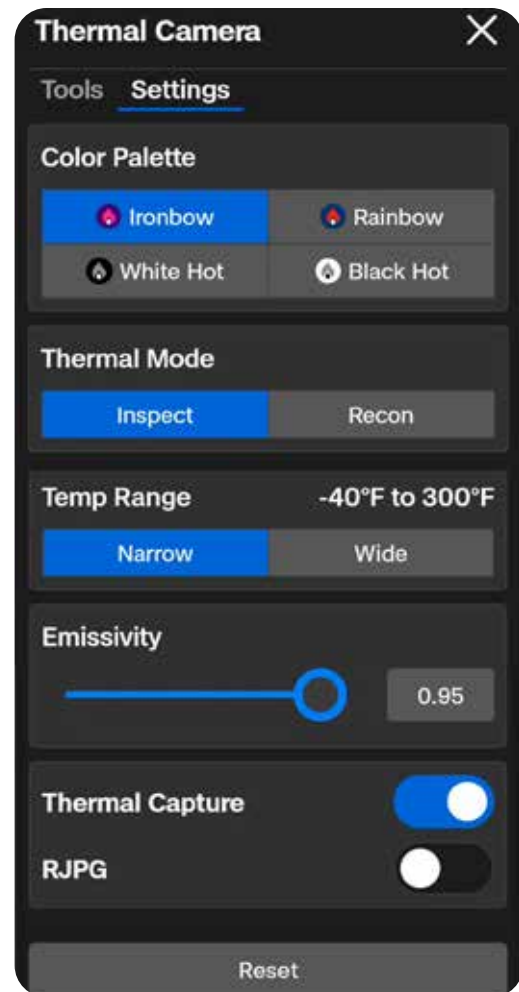 Thermal Camera
Tools Settings
Color Palette
Ironbow Rainbow
White Hot Black Hot
Thermal Mode
Inspect Recon
Temp Range -40°F to 300°F
Narrow Wide
Emissivity
0.95
Thermal Capture
RJPG
Reset